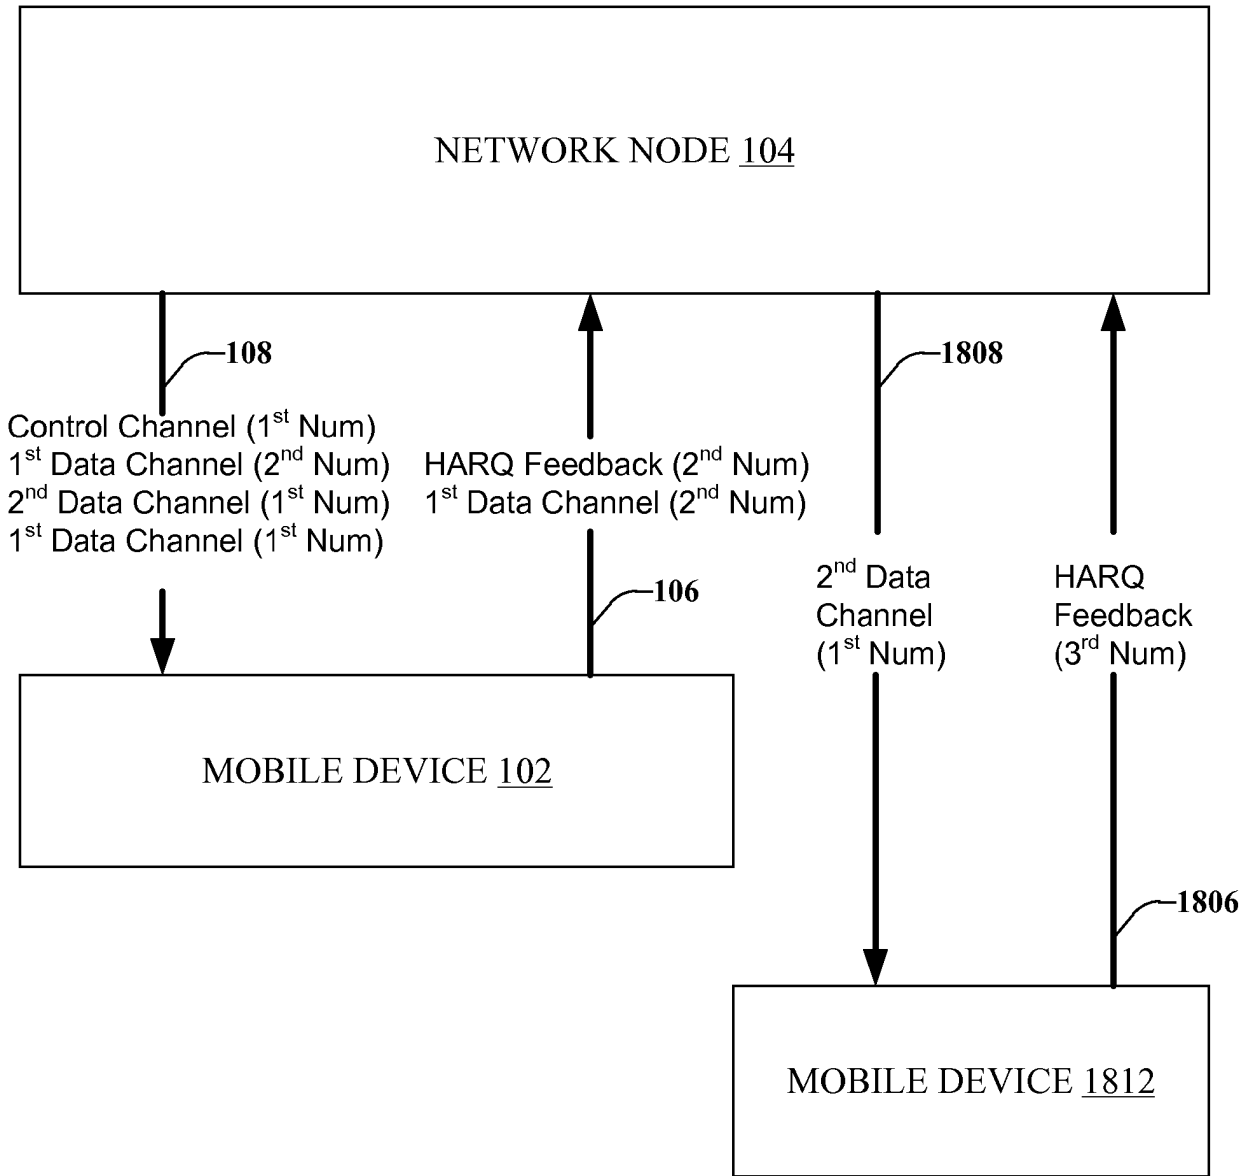 NETWORK NODE 104
108
1808
Control Channel (1st Num)
1st Data Channel (2nd Num)
2nd Data Channel (1st Num)
1st Data Channel (1st Num)
HARQ Feedback (2nd Num)
1st Data Channel (2nd Num)
106
2nd Data
Channel
(1st Num)
HARQ
Feedback
(3rd Num)
MOBILE DEVICE 102
1806
MOBILE DEVICE 1812